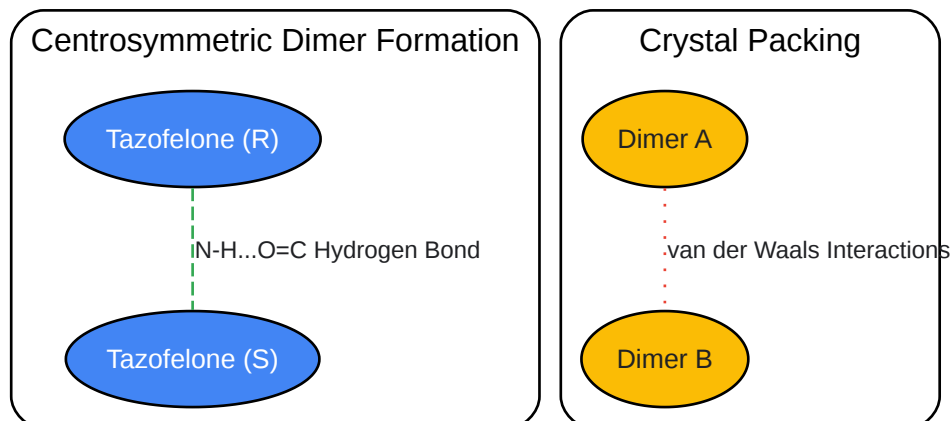 Centrosymmetric Dimer Formation
Tazofelone (R)
N-H...O=C Hydrogen Bond
Tazofelone (S)
Crystal Packing
Dimer A
van der Waals Interactions
Dimer B